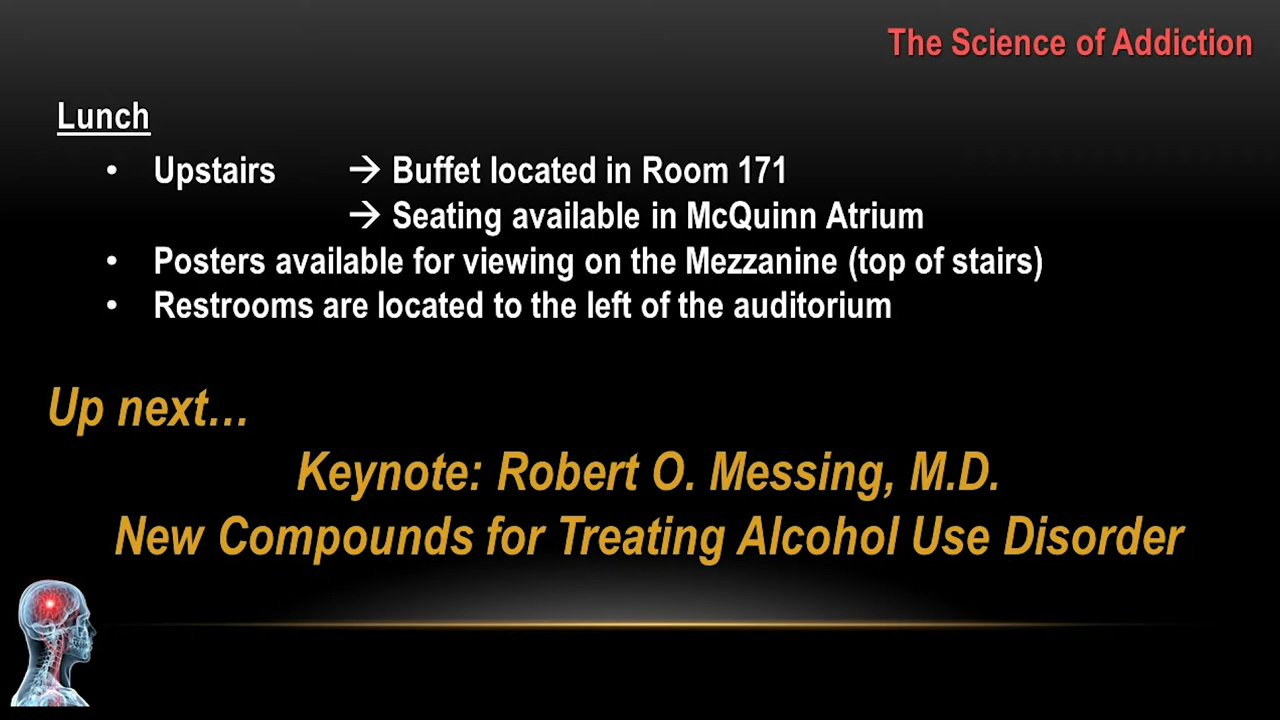 The Science of Addiction
Lunch
• Upstairs → Buffet located in Room 171
→ Seating available in McQuinn Atrium
• Posters available for viewing on the Mezzanine (top of stairs)
• Restrooms are located to the left of the auditorium
Up next…
Keynote: Robert O. Messing, M.D.
New Compounds for Treating Alcohol Use Disorder